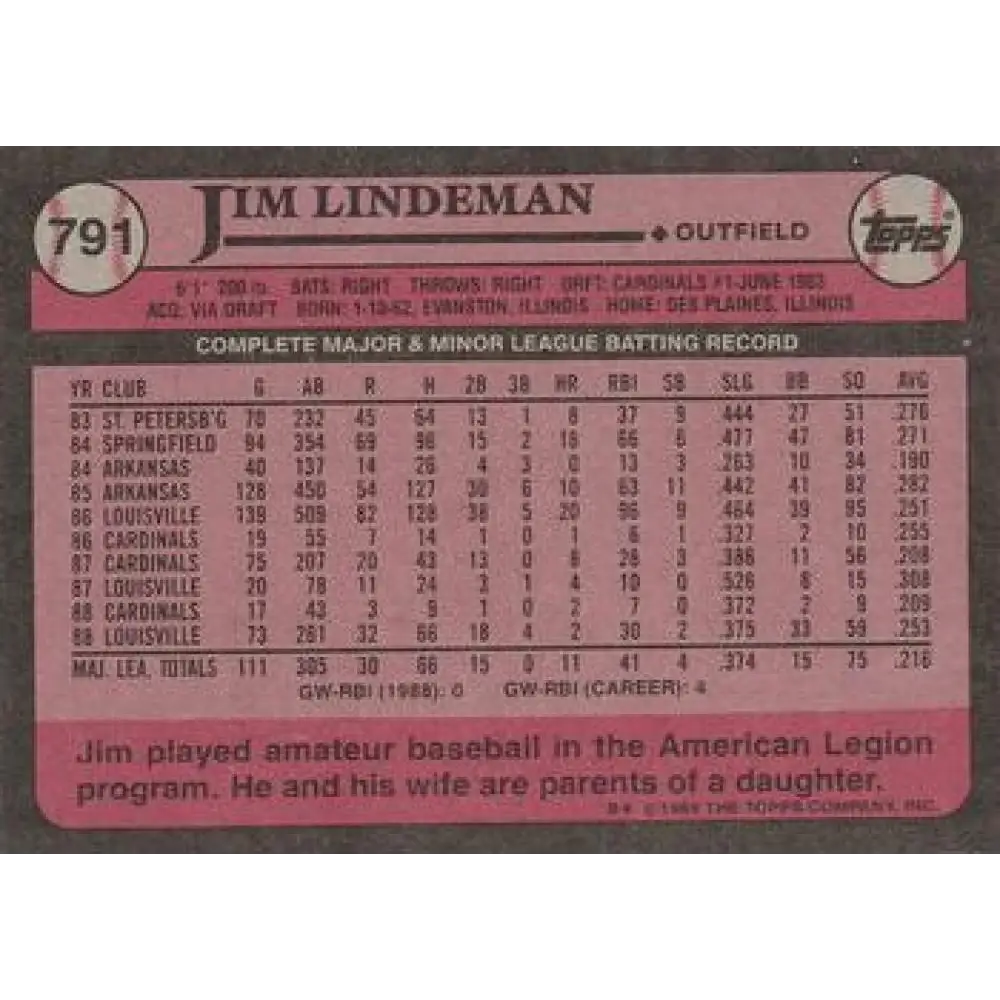 791
JIM LINDEMAN
◆ OUTFIELD
TOPPS®
6'1" 200 lb. BATS: RIGHT THROWS: RIGHT DRFT: CARDINALS #1-JUNE 1983
ACQ: VIA DRAFT BORN: 1-10-62, EVANSTON, ILLINOIS HOME: DES PLAINES, ILLINOIS
COMPLETE MAJOR & MINOR LEAGUE BATTING RECORD
YR CLUB G AB R H 2B 3B HR RBI SB SLG BB SO AVG
83 ST. PETERSB'G 70 232 45 64 13 1 8 37 9 .444 27 51 .276
84 SPRINGFIELD 94 354 69 96 15 2 18 66 6 .477 47 81 .271
84 ARKANSAS 40 137 14 26 4 3 0 13 3 .263 10 34 .190
85 ARKANSAS 128 450 54 127 30 6 10 63 11 .442 41 82 .282
86 LOUISVILLE 139 509 82 128 38 5 20 96 9 .464 39 95 .251
86 CARDINALS 19 55 7 14 1 0 1 6 1 .327 2 10 .255
87 CARDINALS 75 207 20 43 13 0 8 28 3 .386 11 56 .208
87 LOUISVILLE 20 78 11 24 3 1 4 10 0 .526 8 15 .308
88 CARDINALS 17 43 3 9 1 0 2 7 0 .372 2 9 .209
88 LOUISVILLE 73 261 32 66 18 4 2 30 2 .375 33 59 .253
MAJ. LEA. TOTALS 111 305 30 66 15 0 11 41 4 .374 15 75 .216
GW-RBI (1988): 0 GW-RBI (CAREER): 4
Jim played amateur baseball in the American Legion
program. He and his wife are parents of a daughter.
© 1989 THE TOPPS COMPANY, INC.